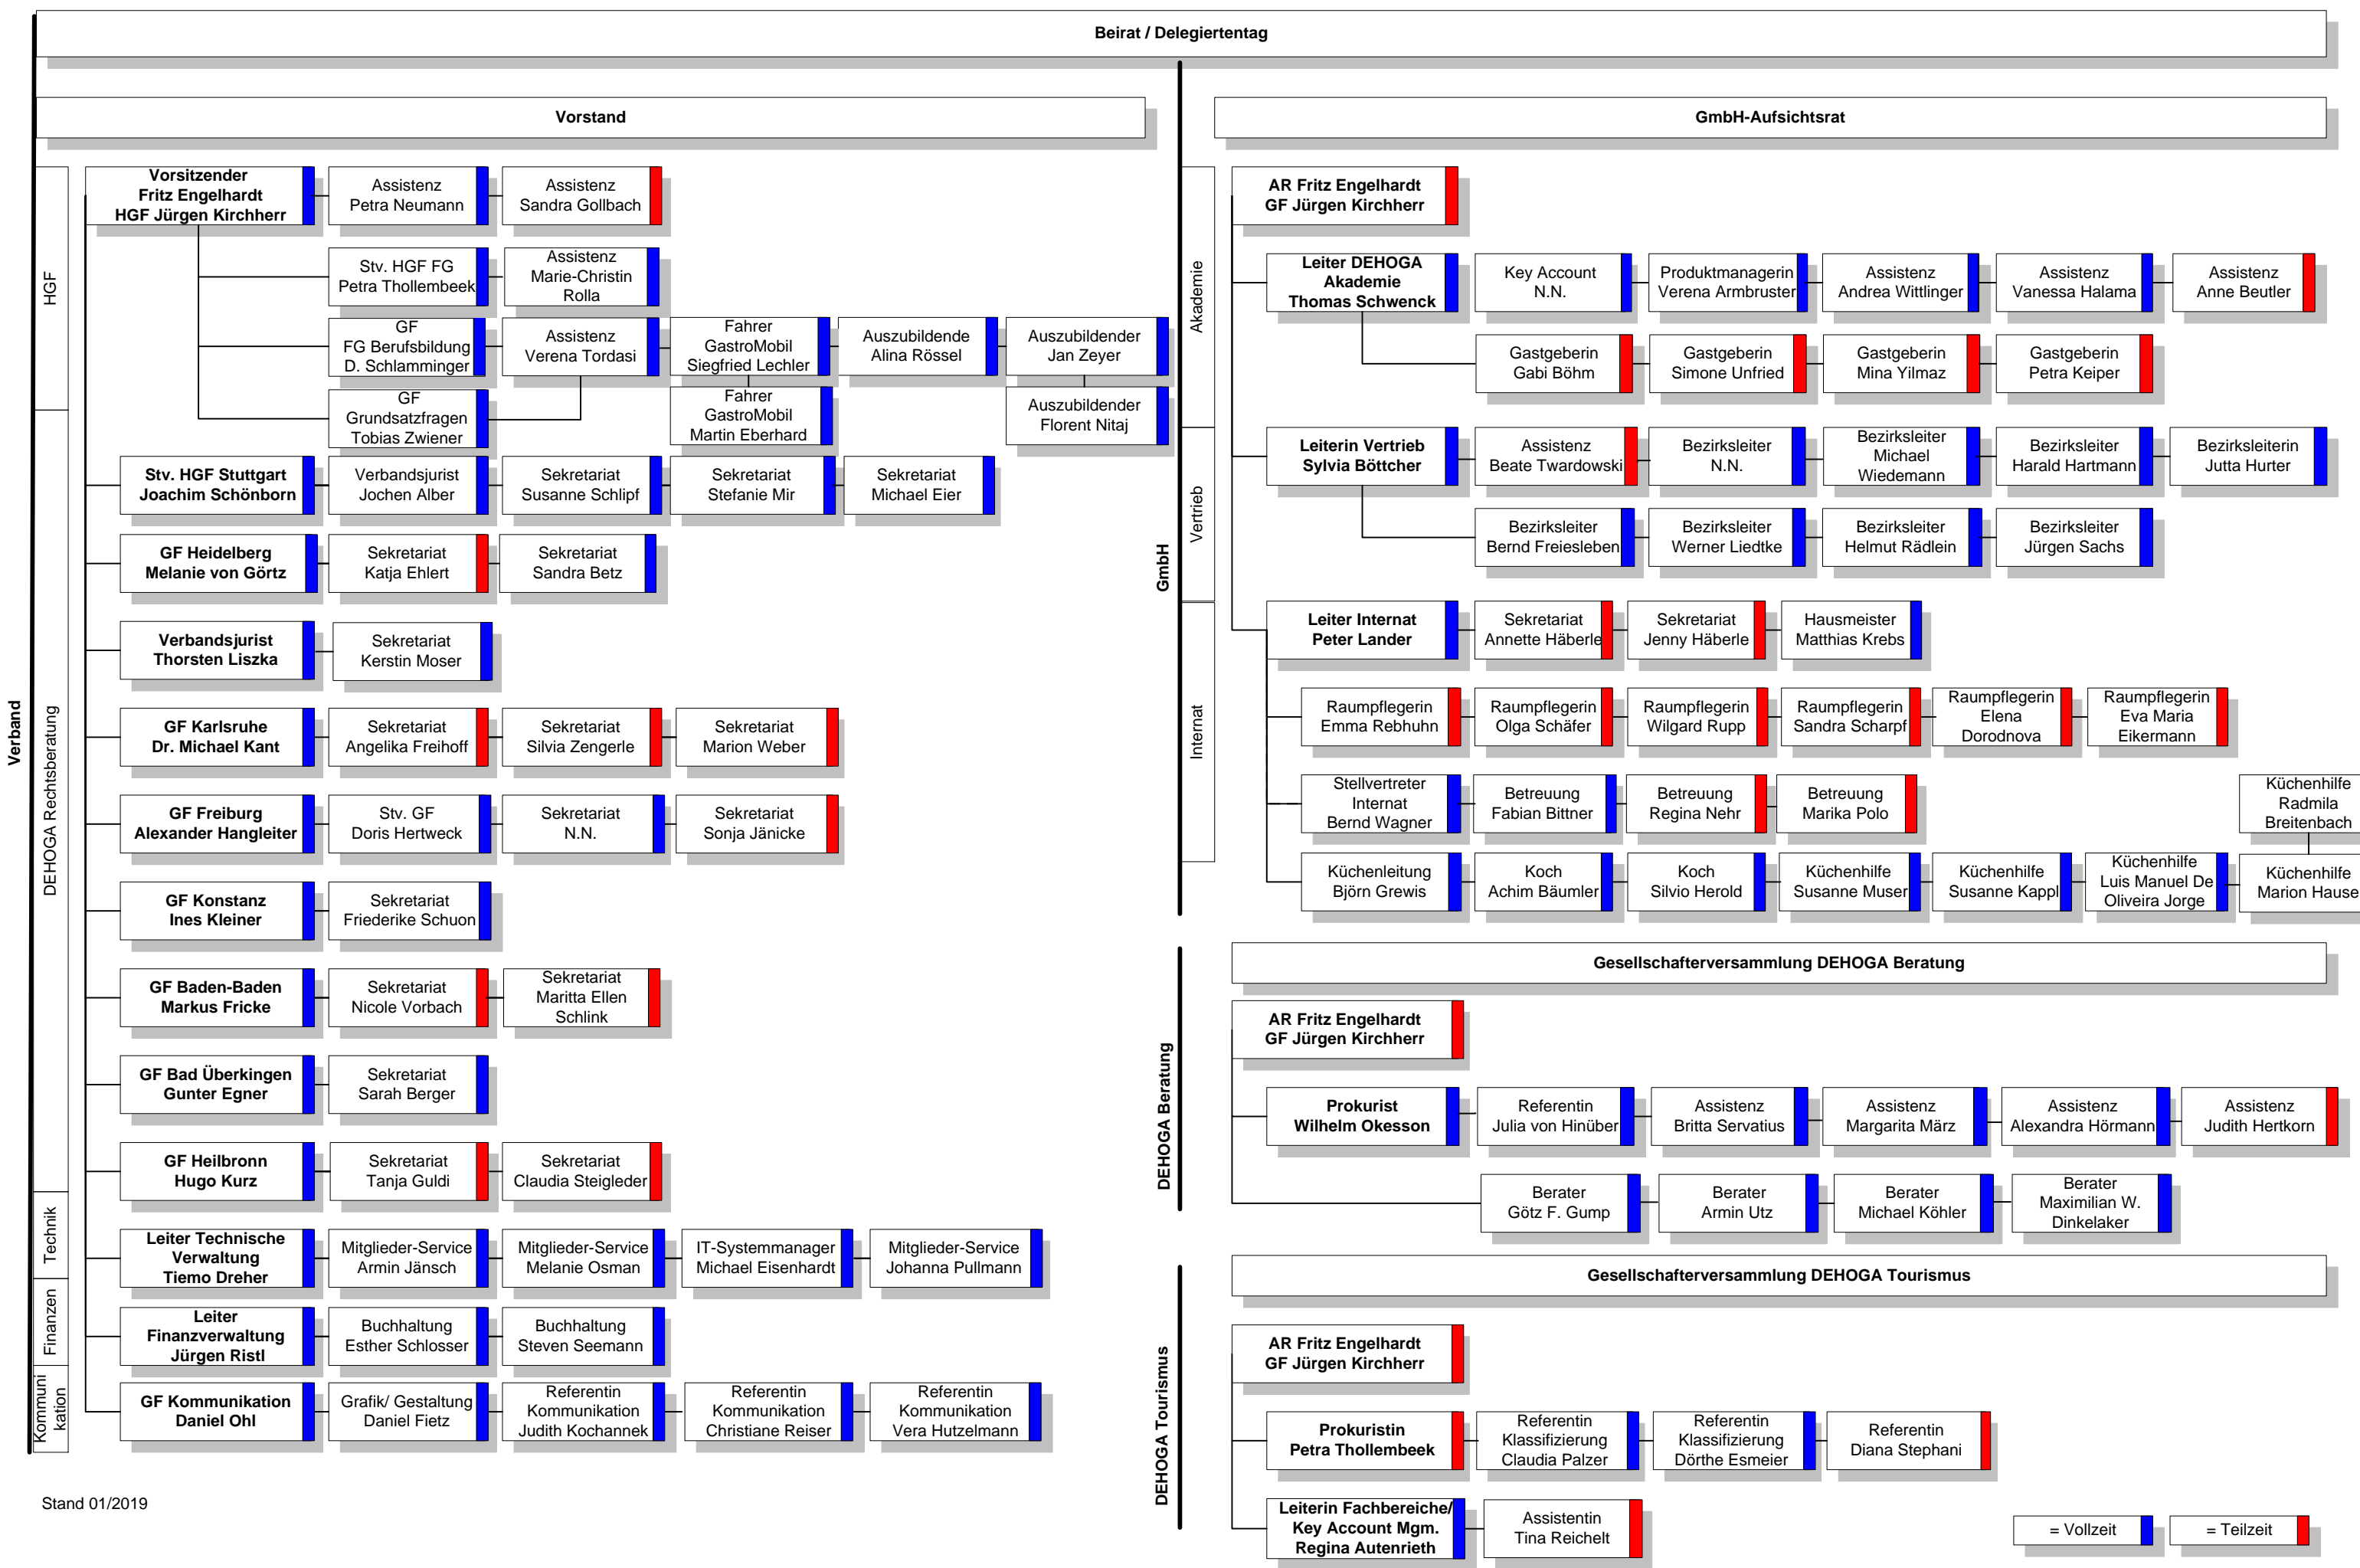 Beirat / Delegiertentag
Vorstand
Verband
HGF
Vorsitzender
Fritz Engelhardt
HGF Jürgen Kirchherr
Assistenz
Petra Neumann
Assistenz
Sandra Gollbach
Stv. HGF FG
Petra Thollembeek
Assistenz
Marie-Christin
Rolla
GF
FG Berufsbildung
D. Schlamminger
Assistenz
Verena Tordasi
Fahrer
GastroMobil
Siegfried Lechler
Auszubildende
Alina Rössel
Auszubildender
Jan Zeyer
GF
Grundsatzfragen
Tobias Zwiener
Fahrer
GastroMobil
Martin Eberhard
Auszubildender
Florent Nitaj
DEHOGA Rechtsberatung
Stv. HGF Stuttgart
Joachim Schönborn
Verbandsjurist
Jochen Alber
Sekretariat
Susanne Schlipf
Sekretariat
Stefanie Mir
Sekretariat
Michael Eier
GF Heidelberg
Melanie von Görtz
Sekretariat
Katja Ehlert
Sekretariat
Sandra Betz
Verbandsjurist
Thorsten Liszka
Sekretariat
Kerstin Moser
GF Karlsruhe
Dr. Michael Kant
Sekretariat
Angelika Freihoff
Sekretariat
Silvia Zengerle
Sekretariat
Marion Weber
GF Freiburg
Alexander Hangleiter
Stv. GF
Doris Hertweck
Sekretariat
N.N.
Sekretariat
Sonja Jänicke
GF Konstanz
Ines Kleiner
Sekretariat
Friederike Schuon
GF Baden-Baden
Markus Fricke
Sekretariat
Nicole Vorbach
Sekretariat
Maritta Ellen
Schlink
GF Bad Überkingen
Gunter Egner
Sekretariat
Sarah Berger
GF Heilbronn
Hugo Kurz
Sekretariat
Tanja Guldi
Sekretariat
Claudia Steigleder
Technik
Leiter Technische
Verwaltung
Tiemo Dreher
Mitglieder-Service
Armin Jänsch
Mitglieder-Service
Melanie Osman
IT-Systemmanager
Michael Eisenhardt
Mitglieder-Service
Johanna Pullmann
Finanzen
Leiter
Finanzverwaltung
Jürgen Ristl
Buchhaltung
Esther Schlosser
Buchhaltung
Steven Seemann
Kommuni
kation
GF Kommunikation
Daniel Ohl
Grafik/ Gestaltung
Daniel Fietz
Referentin
Kommunikation
Judith Kochannek
Referentin
Kommunikation
Christiane Reiser
Referentin
Kommunikation
Vera Hutzelmann
Stand 01/2019
GmbH-Aufsichtsrat
GmbH
Akademie
AR Fritz Engelhardt
GF Jürgen Kirchherr
Leiter DEHOGA
Akademie
Thomas Schwenck
Key Account
N.N.
Produktmanagerin
Verena Armbruster
Assistenz
Andrea Wittlinger
Assistenz
Vanessa Halama
Assistenz
Anne Beutler
Gastgeberin
Gabi Böhm
Gastgeberin
Simone Unfried
Gastgeberin
Mina Yilmaz
Gastgeberin
Petra Keiper
Vertrieb
Leiterin Vertrieb
Sylvia Böttcher
Assistenz
Beate Twardowski
Bezirksleiter
N.N.
Bezirksleiter
Michael
Wiedemann
Bezirksleiter
Harald Hartmann
Bezirksleiterin
Jutta Hurter
Bezirksleiter
Bernd Freiesleben
Bezirksleiter
Werner Liedtke
Bezirksleiter
Helmut Rädlein
Bezirksleiter
Jürgen Sachs
Internat
Leiter Internat
Peter Lander
Sekretariat
Annette Häberle
Sekretariat
Jenny Häberle
Hausmeister
Matthias Krebs
Raumpflegerin
Emma Rebhuhn
Raumpflegerin
Olga Schäfer
Raumpflegerin
Wilgard Rupp
Raumpflegerin
Sandra Scharpf
Raumpflegerin
Elena
Dorodnova
Raumpflegerin
Eva Maria
Eikermann
Stellvertreter
Internat
Bernd Wagner
Betreuung
Fabian Bittner
Betreuung
Regina Nehr
Betreuung
Marika Polo
Küchenhilfe
Radmila
Breitenbach
Küchenleitung
Björn Grewis
Koch
Achim Bäumler
Koch
Silvio Herold
Küchenhilfe
Susanne Muser
Küchenhilfe
Susanne Kappl
Küchenhilfe
Luis Manuel De
Oliveira Jorge
Küchenhilfe
Marion Hause
Gesellschafterversammlung DEHOGA Beratung
DEHOGA Beratung
AR Fritz Engelhardt
GF Jürgen Kirchherr
Prokurist
Wilhelm Okesson
Referentin
Julia von Hinüber
Assistenz
Britta Servatius
Assistenz
Margarita März
Assistenz
Alexandra Hörmann
Assistenz
Judith Hertkorn
Berater
Götz F. Gump
Berater
Armin Utz
Berater
Michael Köhler
Berater
Maximilian W.
Dinkelaker
Gesellschafterversammlung DEHOGA Tourismus
DEHOGA Tourismus
AR Fritz Engelhardt
GF Jürgen Kirchherr
Prokuristin
Petra Thollembeek
Referentin
Klassifizierung
Claudia Palzer
Referentin
Klassifizierung
Dörthe Esmeier
Referentin
Diana Stephani
Leiterin Fachbereiche/
Key Account Mgm.
Regina Autenrieth
Assistentin
Tina Reichelt
= Vollzeit
= Teilzeit